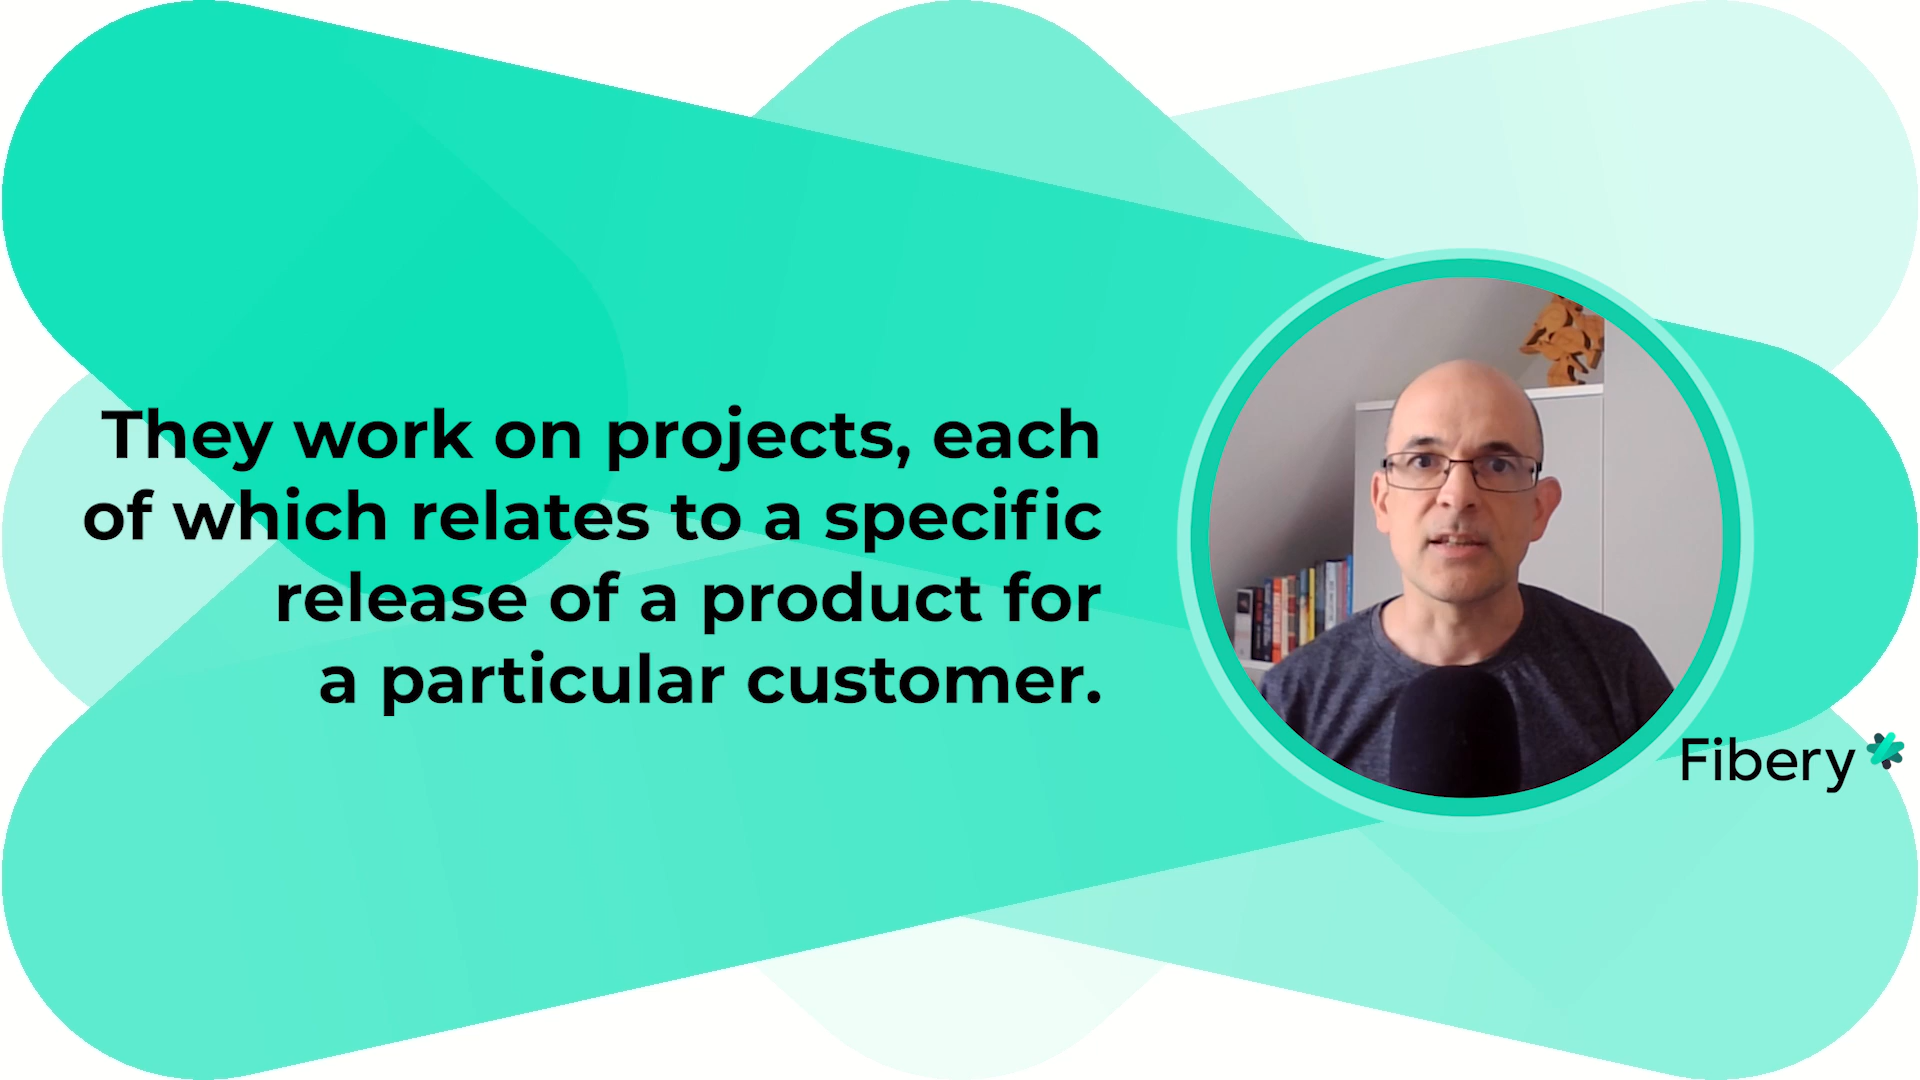 They work on projects, each
of which relates to a specific
release of a product for
a particular customer.
Fibery